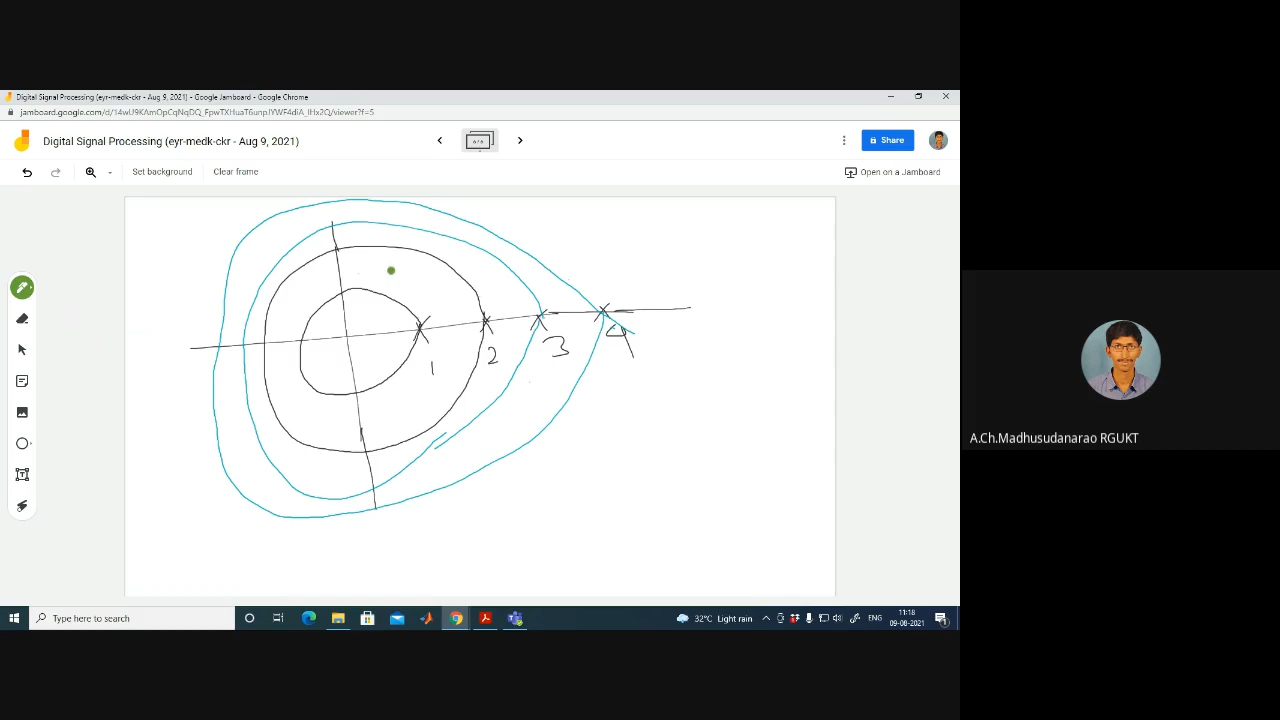 Digital Signal Processing (eyr-medk-ckr - Aug 9, 2021) - Google Jamboard - Google Chrome
Digital Signal Processing (eyr-medk-ckr - Aug 9, 2021)
6 / 6
Share
Set background
Clear frame
Open on a Jamboard
1
2
3
4
A.Ch.Madhusudanarao RGUKT
Type here to search
32°C Light rain
ENG
11:18
09-08-2021